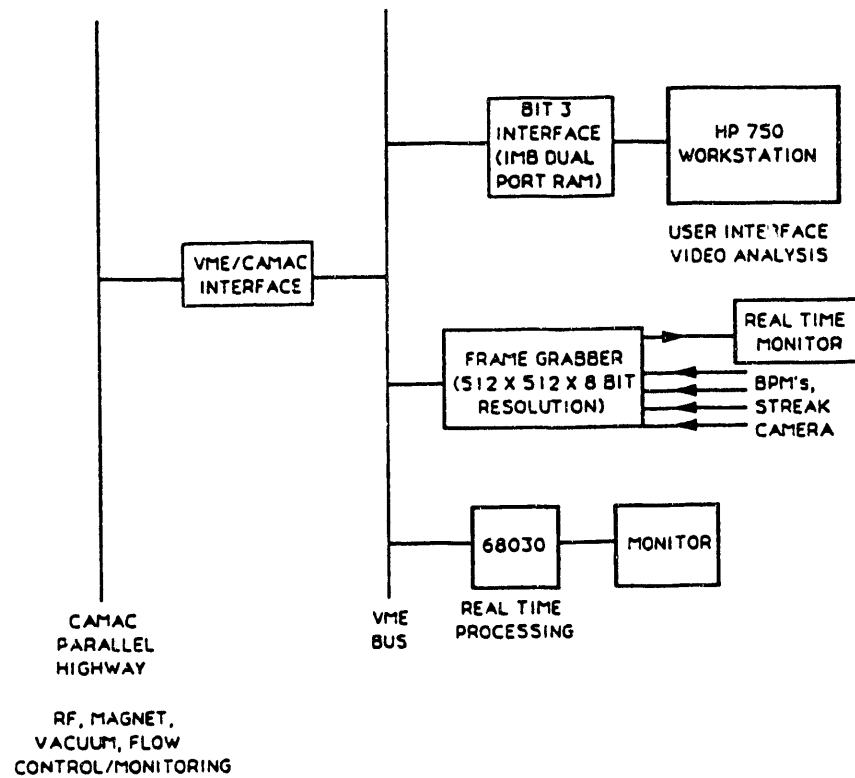 BIT 3
INTERFACE
(1MB DUAL
PORT RAM)
HP 750
WORKSTATION
USER INTERFACE
VIDEO ANALYSIS
VME/CAMAC
INTERFACE
FRAME GRABBER
(512 X 512 X 8 BIT
RESOLUTION)
REAL TIME
MONITOR
BPM's,
STREAK
CAMERA
68030
MONITOR
REAL TIME
PROCESSING
VME
BUS
CAMAC
PARALLEL
HIGHWAY
RF, MAGNET,
VACUUM, FLOW
CONTROL/MONITORING